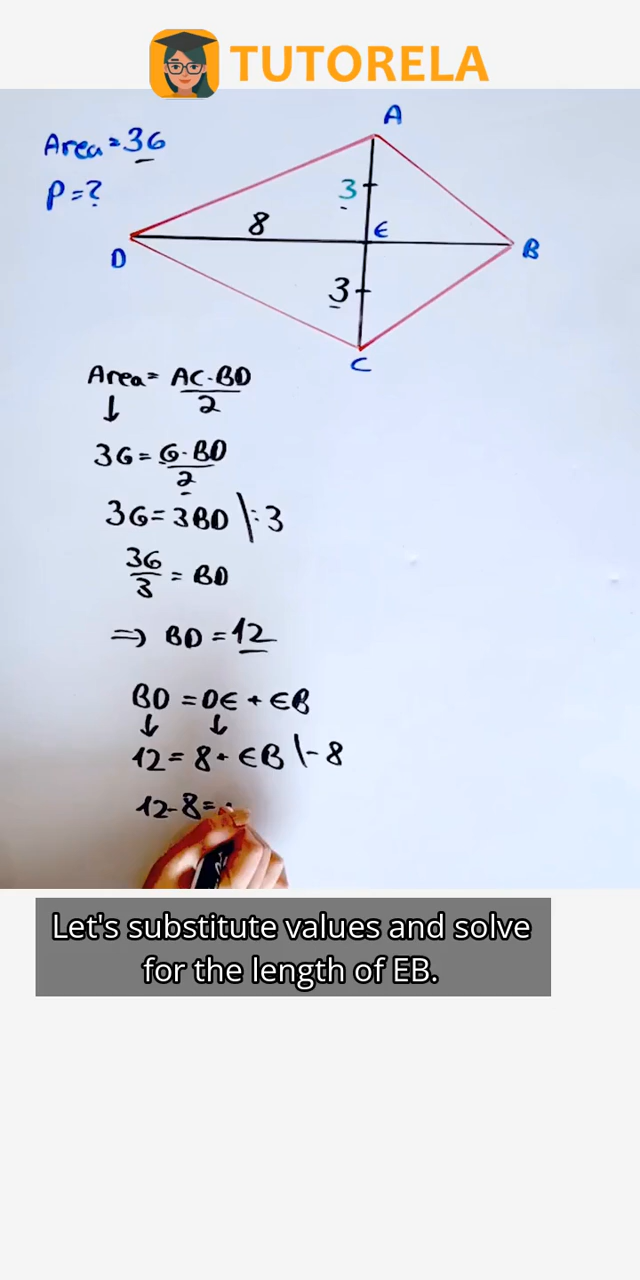 TUTORELA
Area = 36
P = ?
A
3
8
E
D
B
3
C
Area = AC · BD / 2
↓
36 = 6 · BD / 2
36 = 3BD \ : 3
36 / 3 = BD
=> BD = 12
BD = DE + EB
↓ ↓
12 = 8 + EB \ - 8
12 - 8 =
Let's substitute values and solve
for the length of EB.